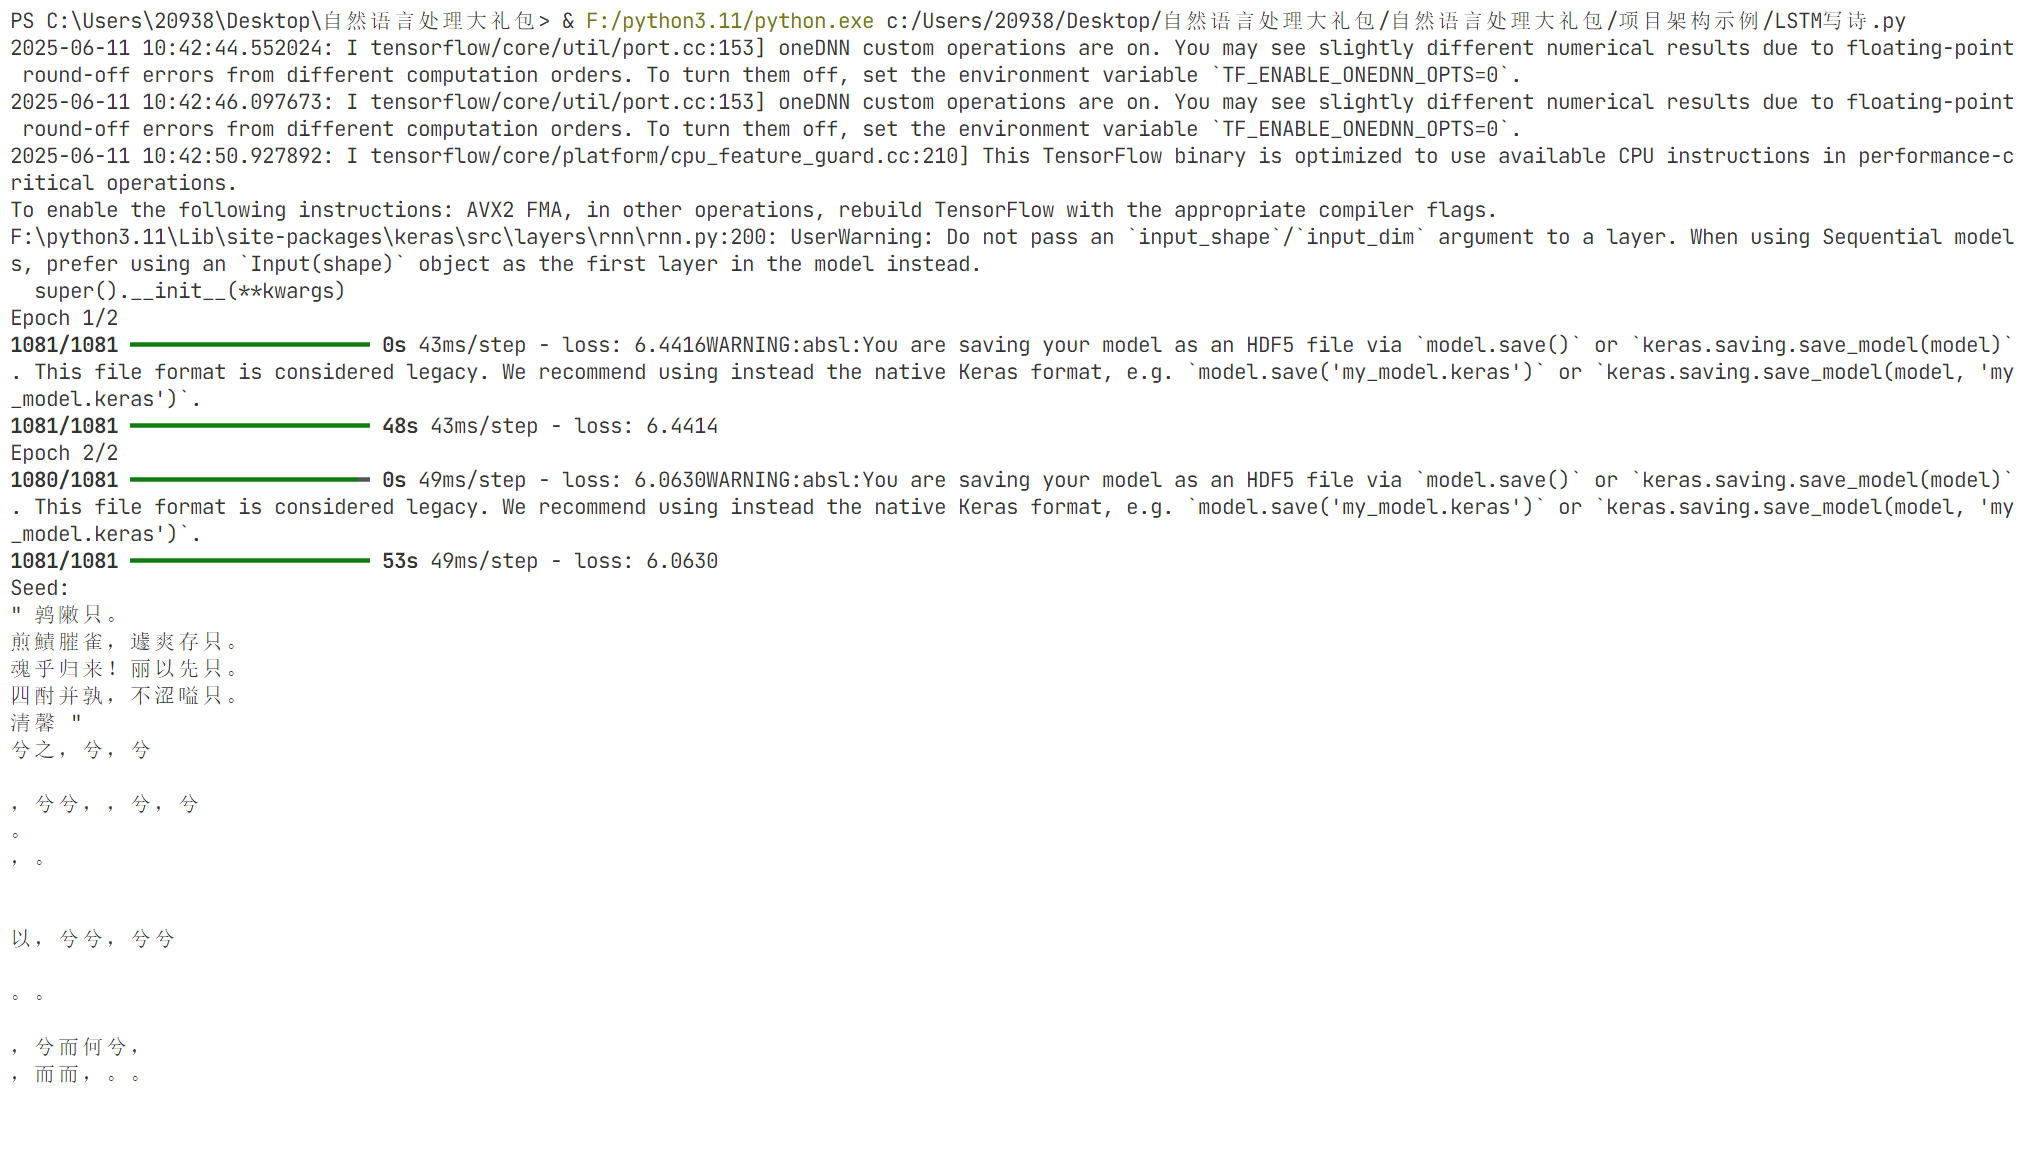 PS C:\Users\20938\Desktop\自然语言处理大礼包> & F:/python3.11/python.exe c:/Users/20938/Desktop/自然语言处理大礼包/自然语言处理大礼包/项目架构示例/LSTM写诗.py
2025-06-11 10:42:44.552024: I tensorflow/core/util/port.cc:153] oneDNN custom operations are on. You may see slightly different numerical results due to floating-point
 round-off errors from different computation orders. To turn them off, set the environment variable `TF_ENABLE_ONEDNN_OPTS=0`.
2025-06-11 10:42:46.097673: I tensorflow/core/util/port.cc:153] oneDNN custom operations are on. You may see slightly different numerical results due to floating-point
 round-off errors from different computation orders. To turn them off, set the environment variable `TF_ENABLE_ONEDNN_OPTS=0`.
2025-06-11 10:42:50.927892: I tensorflow/core/platform/cpu_feature_guard.cc:210] This TensorFlow binary is optimized to use available CPU instructions in performance-c
ritical operations.
To enable the following instructions: AVX2 FMA, in other operations, rebuild TensorFlow with the appropriate compiler flags.
F:\python3.11\Lib\site-packages\keras\src\layers\rnn\rnn.py:200: UserWarning: Do not pass an `input_shape`/`input_dim` argument to a layer. When using Sequential model
s, prefer using an `Input(shape)` object as the first layer in the model instead.
  super().__init__(**kwargs)
Epoch 1/2
1081/1081 ━━━━━━━━━━━━━━━━━━━━ 0s 43ms/step - loss: 6.4416WARNING:absl:You are saving your model as an HDF5 file via `model.save()` or `keras.saving.save_model(model)`
. This file format is considered legacy. We recommend using instead the native Keras format, e.g. `model.save('my_model.keras')` or `keras.saving.save_model(model, 'my
_model.keras')`.
1081/1081 ━━━━━━━━━━━━━━━━━━━━ 48s 43ms/step - loss: 6.4414
Epoch 2/2
1080/1081 ━━━━━━━━━━━━━━━━━━━━ 0s 49ms/step - loss: 6.0630WARNING:absl:You are saving your model as an HDF5 file via `model.save()` or `keras.saving.save_model(model)`
. This file format is considered legacy. We recommend using instead the native Keras format, e.g. `model.save('my_model.keras')` or `keras.saving.save_model(model, 'my
_model.keras')`.
1081/1081 ━━━━━━━━━━━━━━━━━━━━ 53s 49ms/step - loss: 6.0630
Seed:
" 鹑敶只。
煎鰿臛雀，遽爽存只。
魂乎归来！丽以先只。
四酎并孰，不涩嗌只。
清馨 "
兮之，兮，兮
，兮兮，，兮，兮
。
，。
以，兮兮，兮兮
。。
，兮而何兮，
，而而，。。